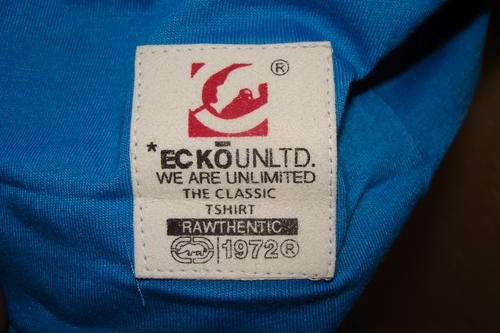 ®
*ECKŌUNLTD.
WE ARE UNLIMITED
THE CLASSIC
TSHIRT
RAWTHENTIC
1972®